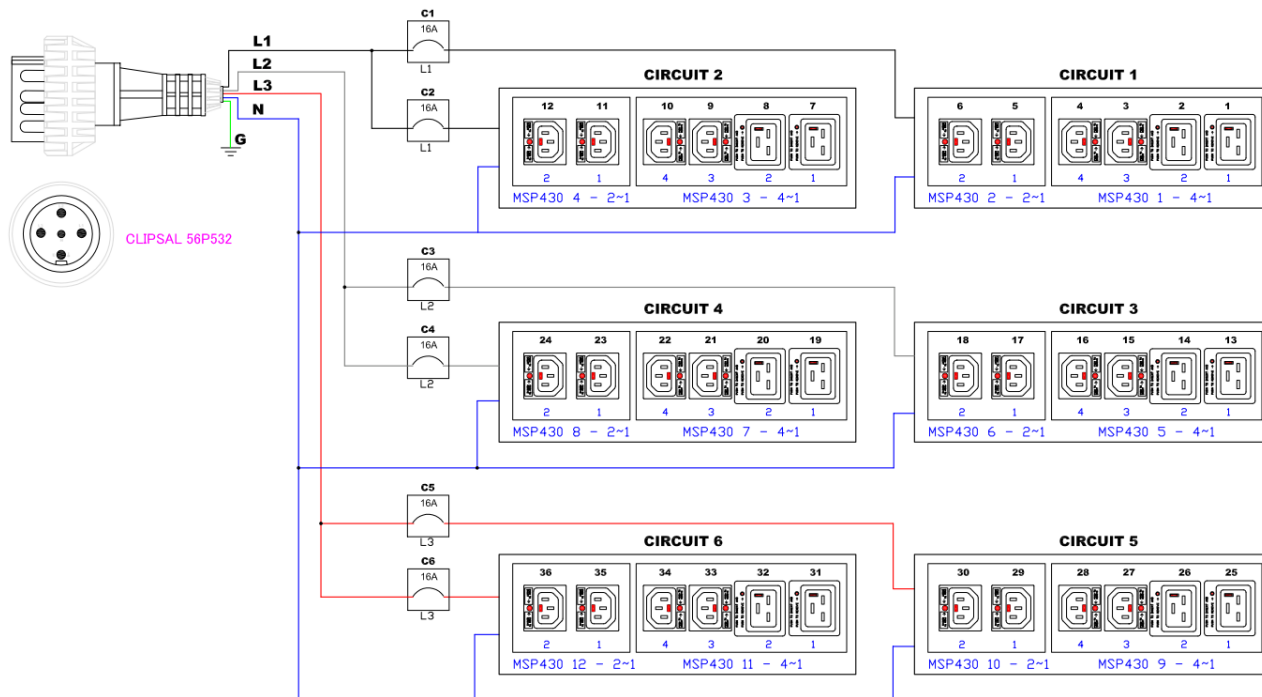 C1
16A
L1
L1
L2
L3
N
G
C2
16A
L1
CIRCUIT 2
12 11 10 9 8 7
2 1 4 3 2 1
MSP430 4 - 2~1 MSP430 3 - 4~1
CIRCUIT 1
6 5 4 3 2 1
2 1 4 3 2 1
MSP430 2 - 2~1 MSP430 1 - 4~1
CLIPSAL 56P532
C3
16A
L2
C4
16A
L2
CIRCUIT 4
24 23 22 21 20 19
2 1 4 3 2 1
MSP430 8 - 2~1 MSP430 7 - 4~1
CIRCUIT 3
18 17 16 15 14 13
2 1 4 3 2 1
MSP430 6 - 2~1 MSP430 5 - 4~1
C5
16A
L3
C6
16A
L3
CIRCUIT 6
36 35 34 33 32 31
2 1 4 3 2 1
MSP430 12 - 2~1 MSP430 11 - 4~1
CIRCUIT 5
30 29 28 27 26 25
2 1 4 3 2 1
MSP430 10 - 2~1 MSP430 9 - 4~1